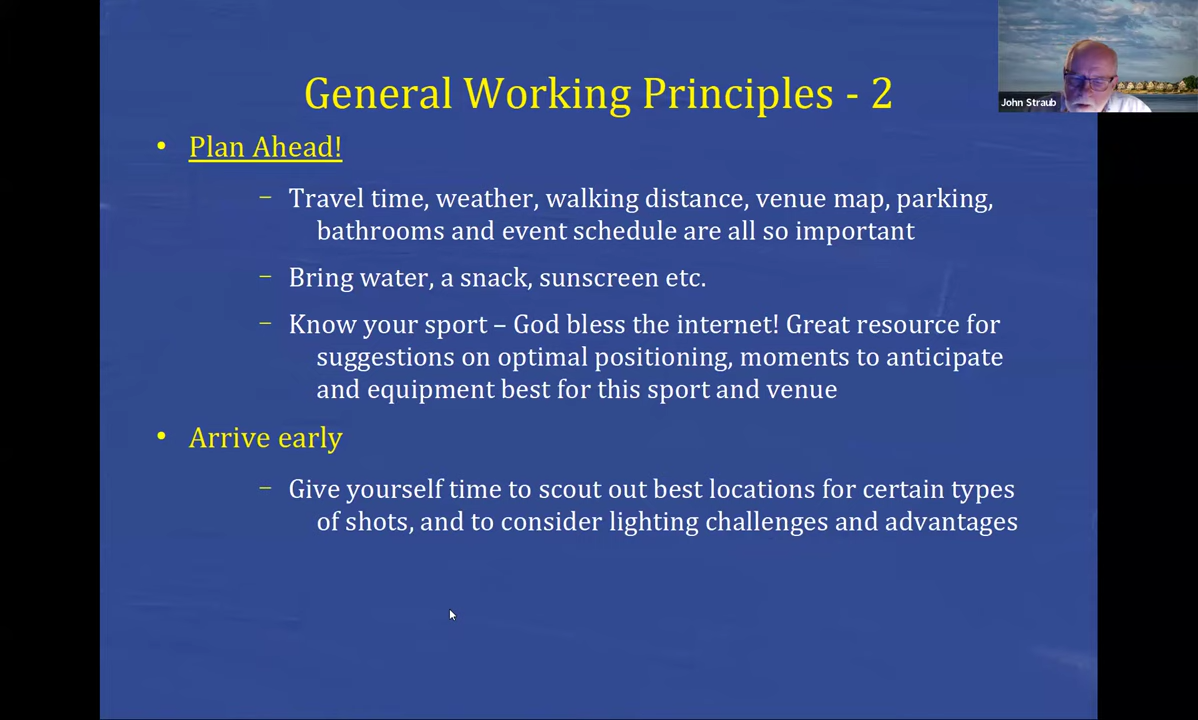 General Working Principles - 2
John Straub
• Plan Ahead!
– Travel time, weather, walking distance, venue map, parking,
bathrooms and event schedule are all so important
– Bring water, a snack, sunscreen etc.
– Know your sport – God bless the internet! Great resource for
suggestions on optimal positioning, moments to anticipate
and equipment best for this sport and venue
• Arrive early
– Give yourself time to scout out best locations for certain types
of shots, and to consider lighting challenges and advantages